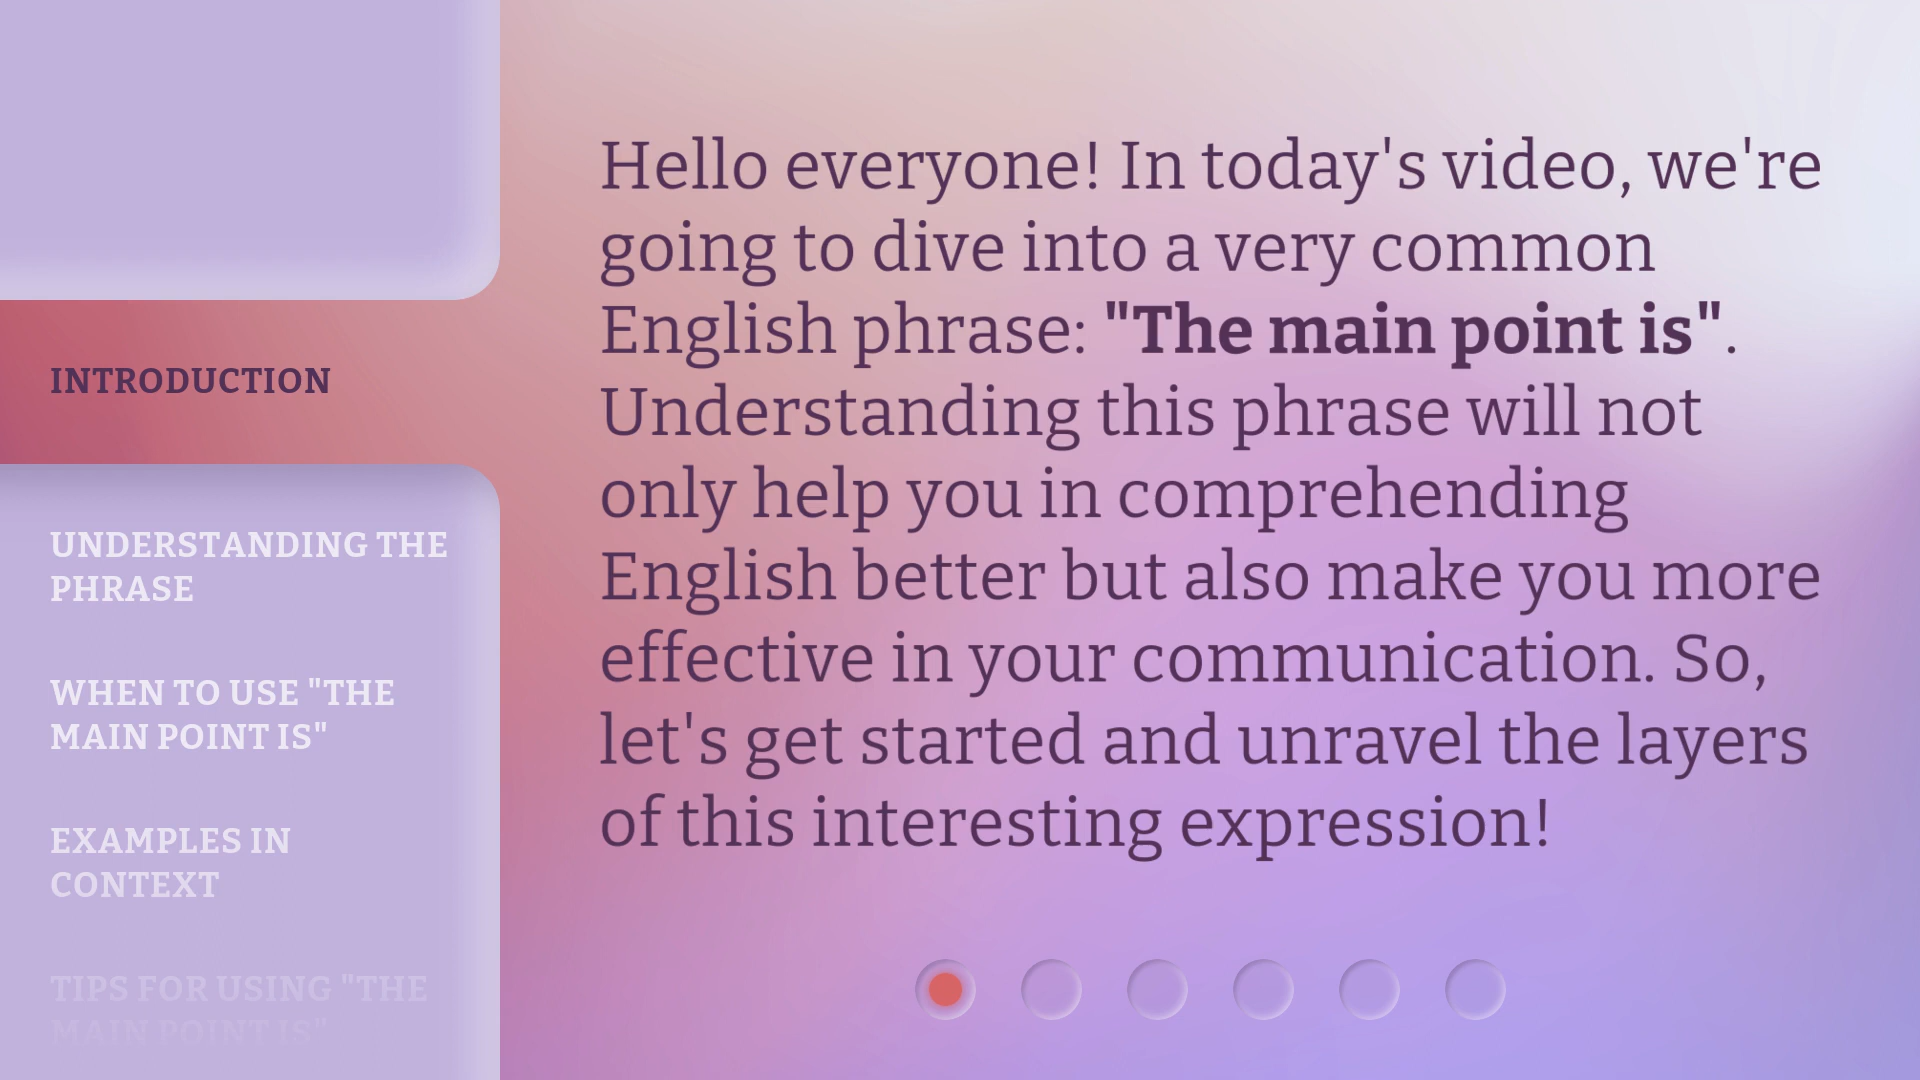 INTRODUCTION
UNDERSTANDING THE
PHRASE
WHEN TO USE "THE
MAIN POINT IS"
EXAMPLES IN
CONTEXT
TIPS FOR USING "THE
MAIN POINT IS"
Hello everyone! In today's video, we're
going to dive into a very common
English phrase: "The main point is".
Understanding this phrase will not
only help you in comprehending
English better but also make you more
effective in your communication. So,
let's get started and unravel the layers
of this interesting expression!